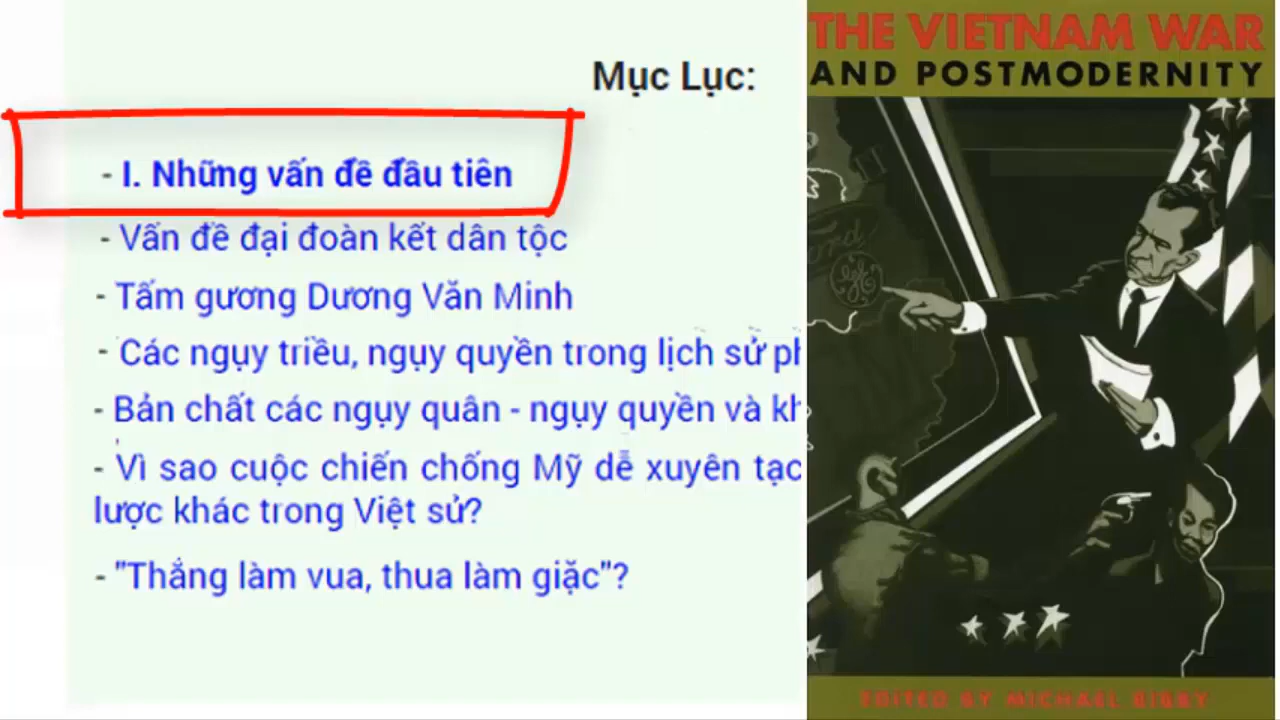 Mục Lục:
- I. Những vấn đề đầu tiên
- Vấn đề đại đoàn kết dân tộc
- Tấm gương Dương Văn Minh
- Các ngụy triều, ngụy quyền trong lịch sử
- Bản chất các ngụy quân - ngụy quyền và
- Vì sao cuộc chiến chống Mỹ dễ xuyên tạc
lược khác trong Việt sử?
- "Thắng làm vua, thua làm giặc"?
THE VIETNAM WAR
AND POSTMODERNITY
Ford
GE
EDITED BY MICHAEL BIBBY